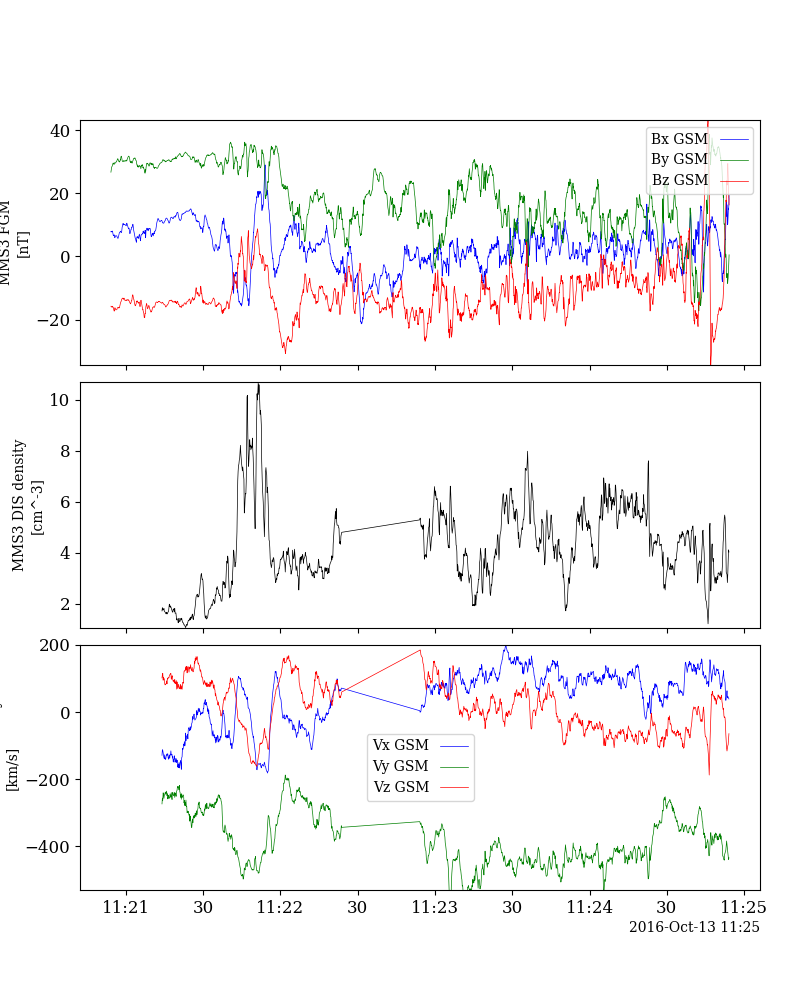 40
20
0
−20
MMS3 FGM
[nT]
Bx GSM
By GSM
Bz GSM
10
8
6
4
2
MMS3 DIS density
[cm^-3]
200
0
−200
−400
[km/s]
Vx GSM
Vy GSM
Vz GSM
11:21 30 11:22 30 11:23 30 11:24 30 11:25
2016-Oct-13 11:25